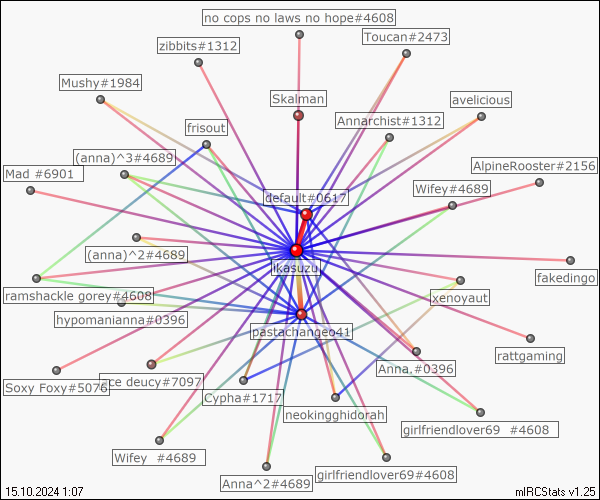 no cops no laws no hope#4608
Toucan#2473
zibbits#1312
Mushy#1984
Skalman
avelicious
Annarchist#1312
frisout
(anna)^3#4689
AlpineRooster#2156
Mad #6901
Wifey#4689
default#0617
(anna)^2#4689
ikasuzu
fakedingo
ramshackle gorey#4608
xenoyaut
hypomanianna#0396
pastachangeo41
rattgaming
Anna.#0396
Soxy Foxy#5076
ce deucy#7097
Cypha#1717
neokingghidorah
girlfriendlover69 #4608
Wifey #4689
girlfriendlover69#4608
Anna^2#4689
15.10.2024 1:07
mIRCStats v1.25